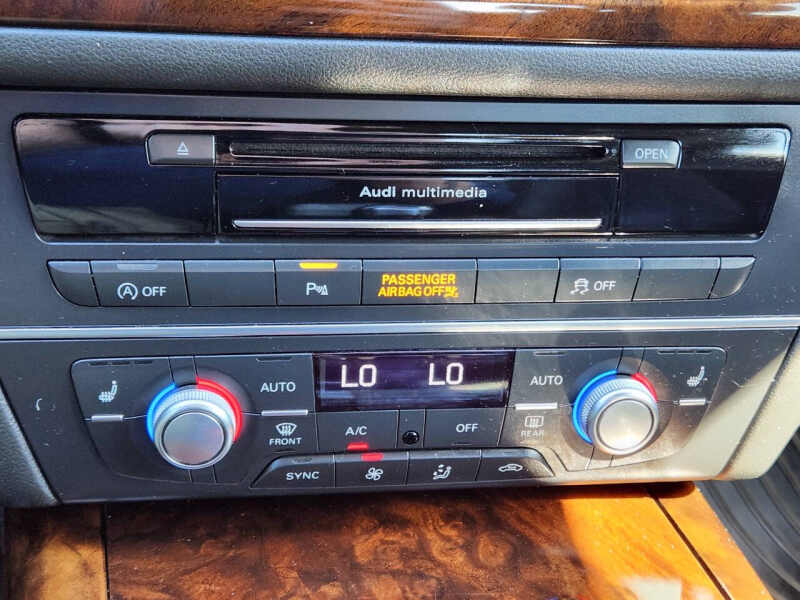 OPEN
Audi multimedia
A OFF
P
PASSENGER
AIRBAG OFF
OFF
AUTO
LO
LO
AUTO
FRONT
A/C
OFF
REAR
SYNC